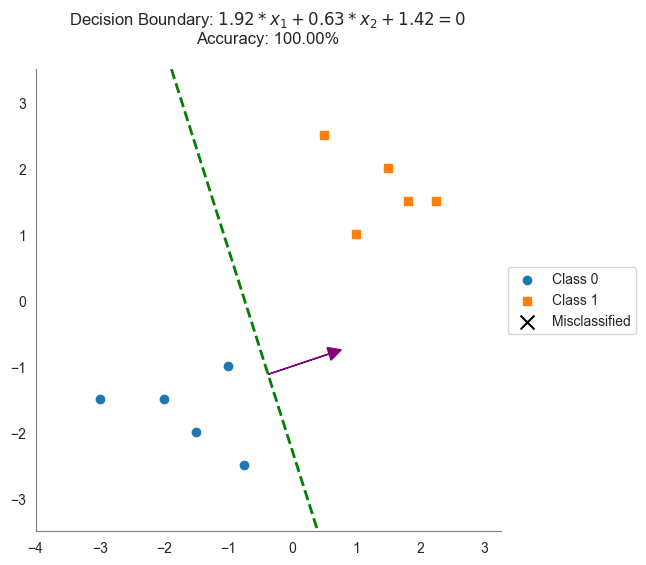 Decision Boundary: 1.92 * x₁ + 0.63 * x₂ + 1.42 = 0
Accuracy: 100.00%
3
2
1
0
−1
−2
−3
−4 −3 −2 −1 0 1 2 3
Class 0
Class 1
Misclassified